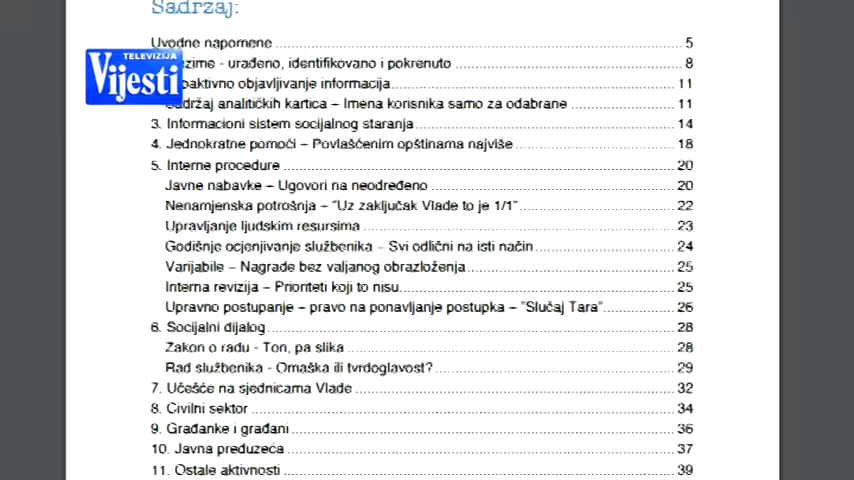 Sadržaj:
Uvodne napomene 5
TELEVIZIJA
Vijesti
- urađeno, identifikovano i pokrenuto 8
objavljivanje informacija 11
Sadržaj analitičkih kartica – Imena korisnika samo za odabrane 11
3. Informacioni sistem socijalnog staranja 14
4. Jednokratne pomoći – Povlašćenim opštinama najviše 18
5. Interne procedure 20
Javne nabavke – Ugovori na neodređeno 20
Nenamjenska potrošnja – "Uz zaključak Vlade to je 1/1" 22
Upravljanje ljudskim resursima 23
Godišnje ocjenjivanje službenika – Svi odlični na isti način 24
Varijabile – Nagrade bez valjanog obrazloženja 25
Interna revizija – Prioriteti koji to nisu 25
Upravno postupanje – pravo na ponavljanje postupka – "Slučaj Tara" 26
6. Socijalni dijalog 28
Zakon o radu - Ton, pa slika 28
Rad službenika - Omaška ili tvrdoglavost? 29
7. Učešće na sjednicama Vlade 32
8. Civilni sektor 34
9. Građanke i građani 36
10. Javna preduzeća 37
11. Ostale aktivnosti 39